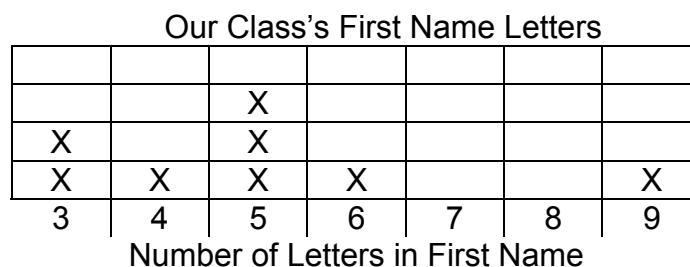 Our Class’s First Name Letters
X
X X
X X X X X
3 4 5 6 7 8 9
Number of Letters in First Name